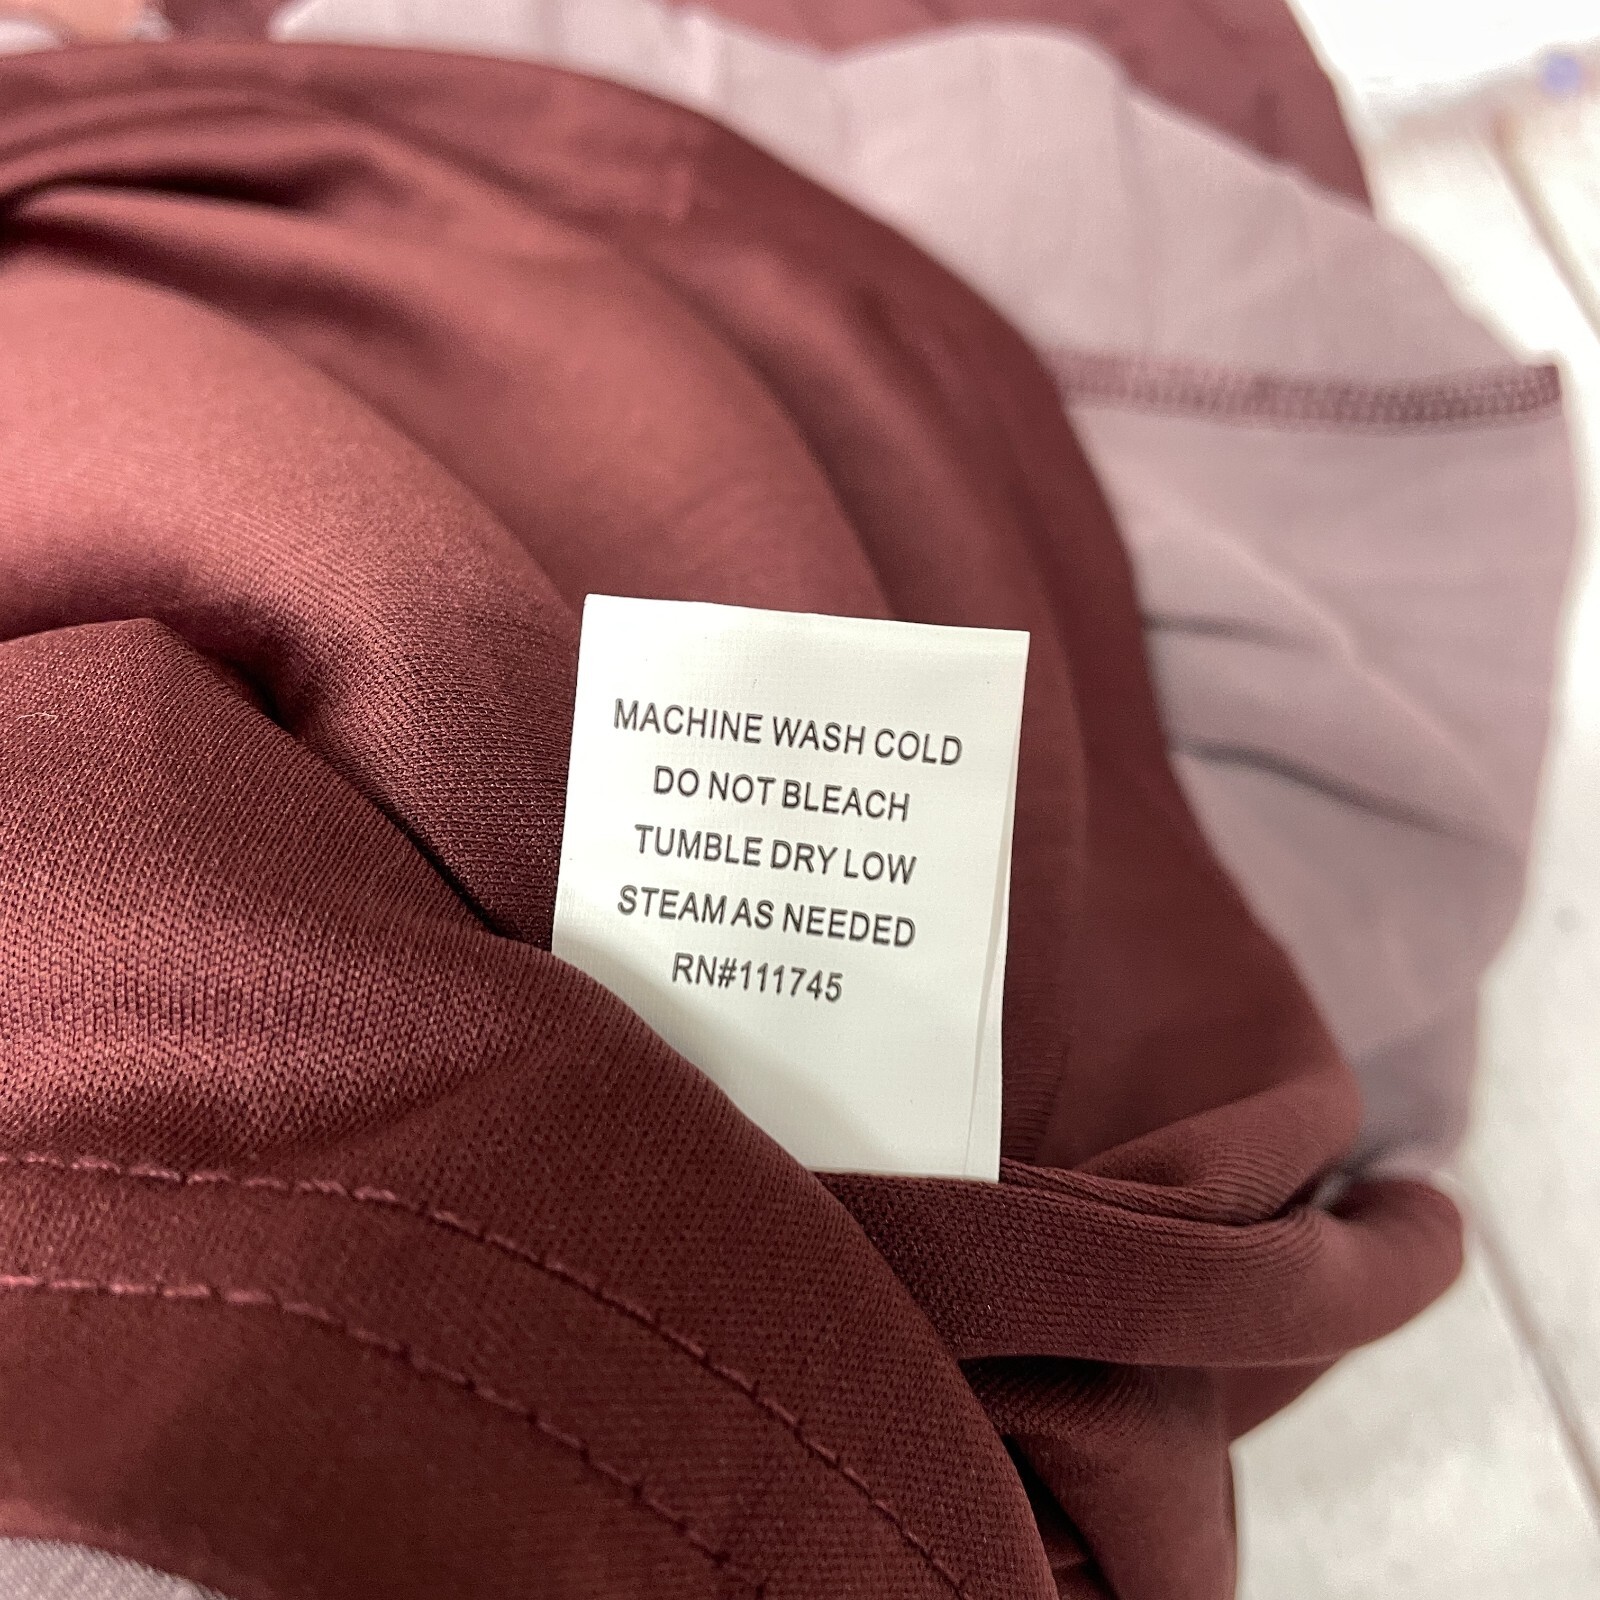 MACHINE WASH COLD
DO NOT BLEACH
TUMBLE DRY LOW
STEAM AS NEEDED
RN#111745